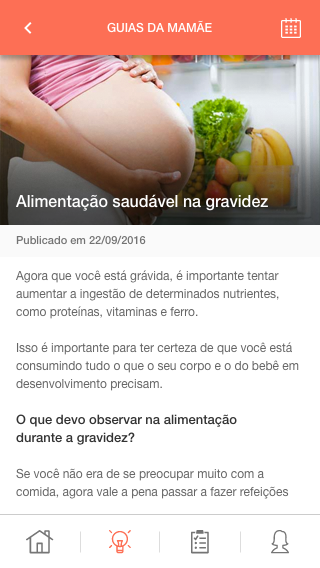 GUIAS DA MAMÃE
Alimentação saudável na gravidez
Publicado em 22/09/2016
Agora que você está grávida, é importante tentar
aumentar a ingestão de determinados nutrientes,
como proteínas, vitaminas e ferro.
Isso é importante para ter certeza de que você está
consumindo tudo o que o seu corpo e o do bebê em
desenvolvimento precisam.
O que devo observar na alimentação
durante a gravidez?
Se você não era de se preocupar muito com a
comida, agora vale a pena passar a fazer refeições